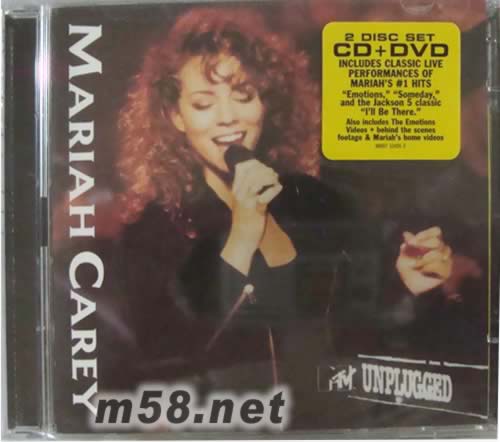 MARIAH CAREY
2 DISC SET
CD+DVD
INCLUDES CLASSIC LIVE
PERFORMANCES OF
MARIAH'S #1 HITS
"Emotions," "Someday,"
and the Jackson 5 classic
"I'll Be There."
Also includes The Emotions
Videos + behind the scenes
footage & Mariah's home videos
MTV UNPLUGGED
m58.net